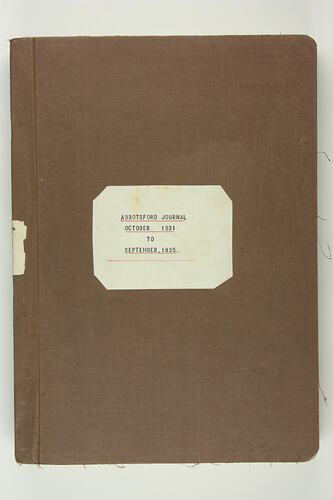 ABBOTSFORD JOURNAL
OCTOBER. 1931
TO
SEPTEMBER,1935.